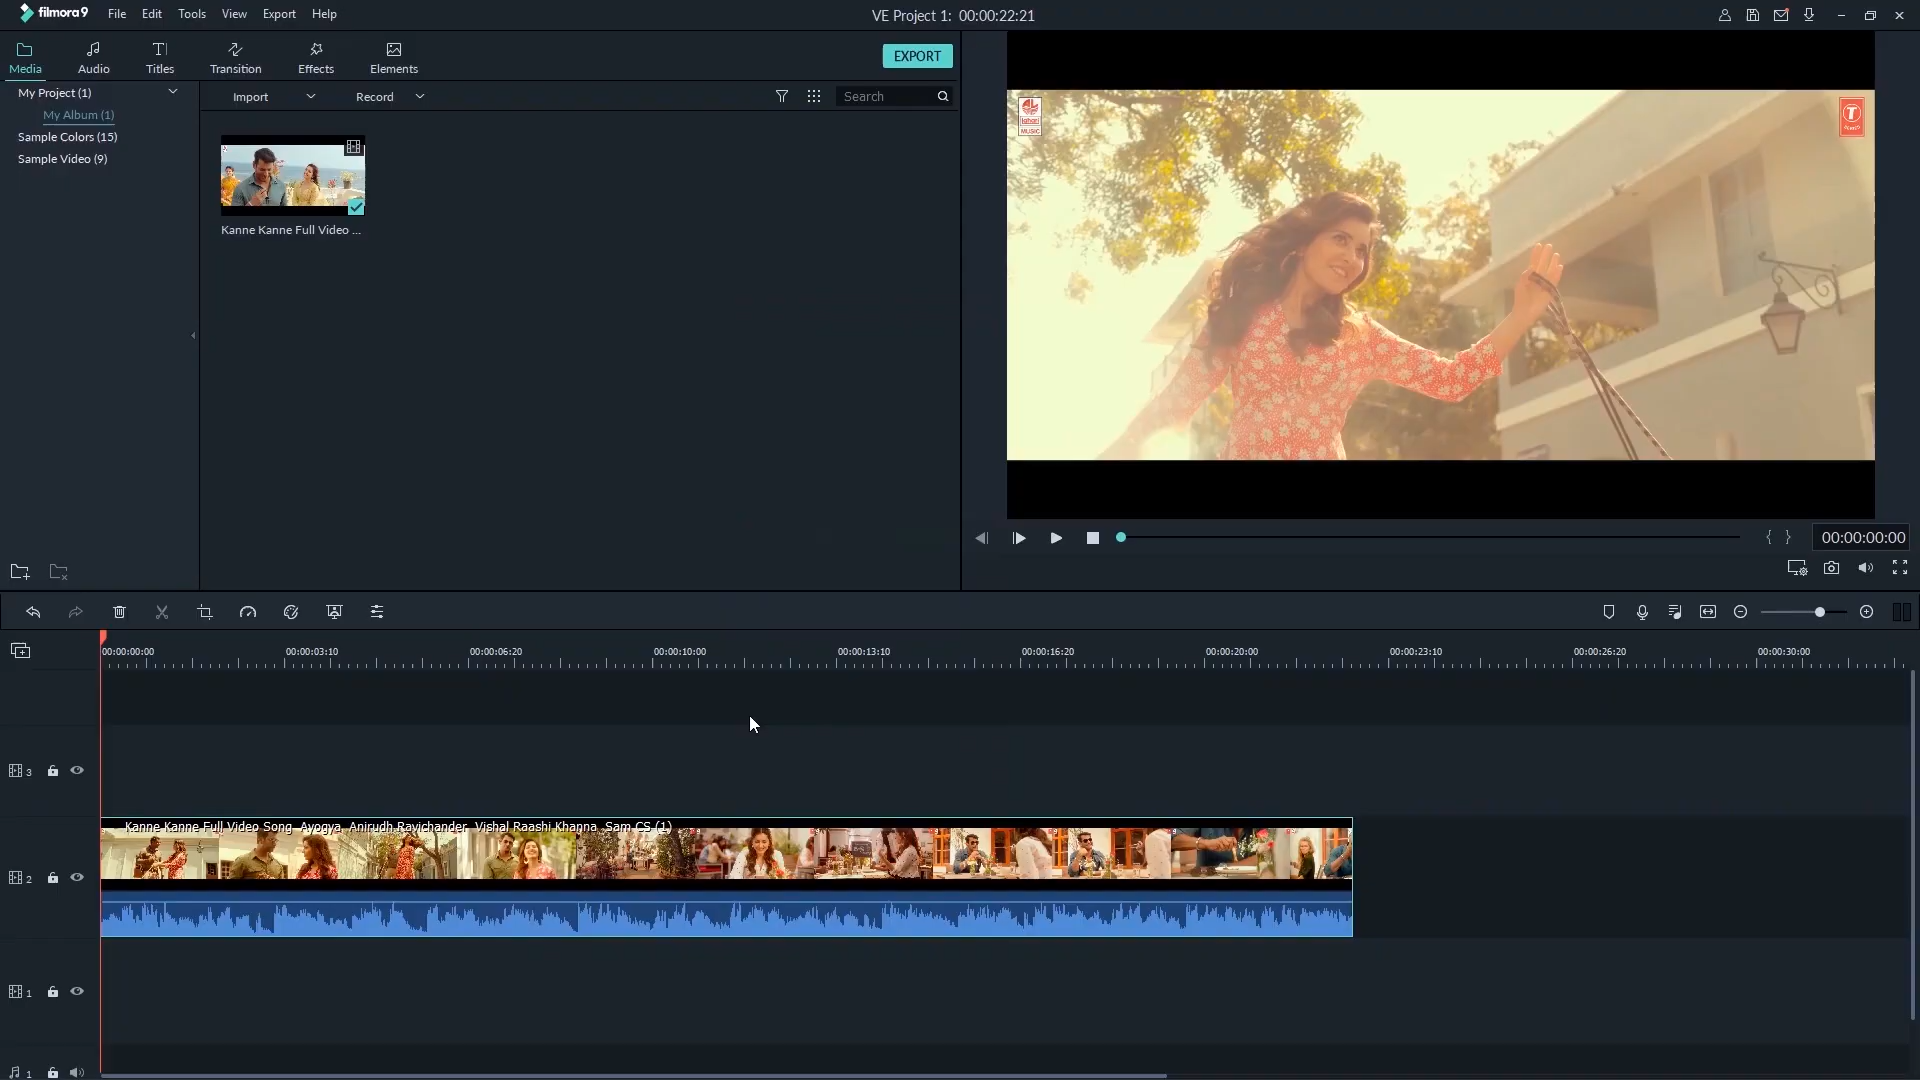 filmora9 File Edit Tools View Export Help VE Project 1: 00:00:22:21
Media Audio Titles Transition Effects Elements EXPORT
My Project (1) Import Record Search
My Album (1)
Sample Colors (15)
Sample Video (9)
Kanne Kanne Full Video ...
lahari
MUSIC
T
00:00:00:00
00:00:00:00 00:00:03:10 00:00:06:20 00:00:10:00 00:00:13:10 00:00:16:20 00:00:20:00 00:00:23:10 00:00:26:20 00:00:30:00
3
Kanne Kanne Full Video Song Ayogya Anirudh Ravichander Vishal Raashi Khanna Sam CS (1)
2
1
1